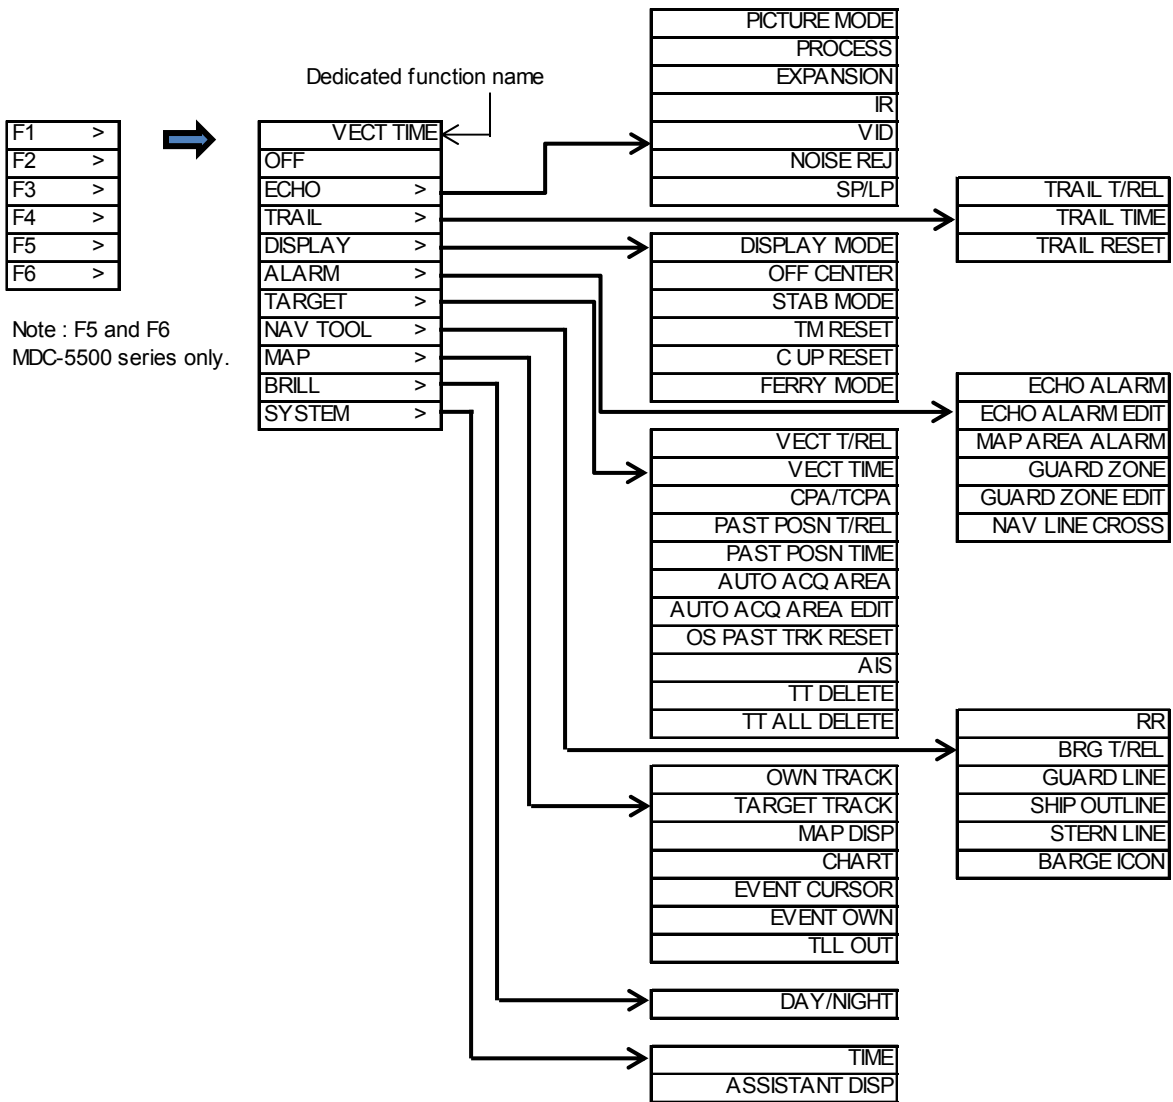 Dedicated function name
F1 >
F2 >
F3 >
F4 >
F5 >
F6 >
Note : F5 and F6
MDC-5500 series only.
VECT TIME
OFF
ECHO >
TRAIL >
DISPLAY >
ALARM >
TARGET >
NAV TOOL >
MAP >
BRILL >
SYSTEM >
PICTURE MODE
PROCESS
EXPANSION
IR
VID
NOISE REJ
SP/LP
TRAIL T/REL
TRAIL TIME
TRAIL RESET
DISPLAY MODE
OFF CENTER
STAB MODE
TM RESET
C UP RESET
FERRY MODE
ECHO ALARM
ECHO ALARM EDIT
MAP AREA ALARM
GUARD ZONE
GUARD ZONE EDIT
NAV LINE CROSS
VECT T/REL
VECT TIME
CPA/TCPA
PAST POSN T/REL
PAST POSN TIME
AUTO ACQ AREA
AUTO ACQ AREA EDIT
OS PAST TRK RESET
AIS
TT DELETE
TT ALL DELETE
RR
BRG T/REL
GUARD LINE
SHIP OUTLINE
STERN LINE
BARGE ICON
OWN TRACK
TARGET TRACK
MAP DISP
CHART
EVENT CURSOR
EVENT OWN
TLL OUT
DAY/NIGHT
TIME
ASSISTANT DISP